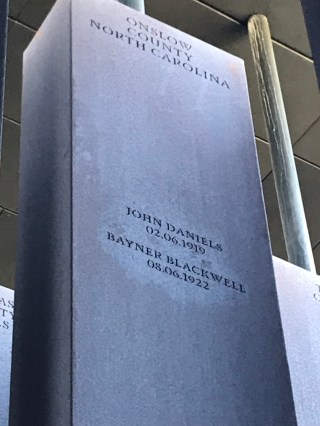 ONSLOW
COUNTY
NORTH CAROLINA
JOHN DANIELS
02.06.1919
BAYNER BLACKWELL
08.06.1922